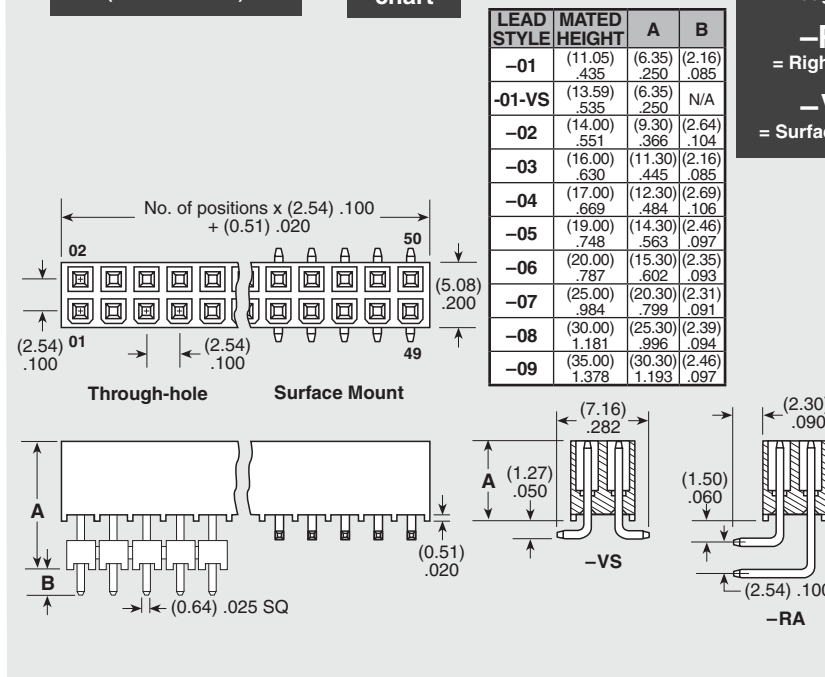 chart
= Righ
= Surfac
LEAD STYLE MATED HEIGHT A B
–01 (11.05) .435 (6.35) .250 (2.16) .085
-01-VS (13.59) .535 (6.35) .250 N/A
–02 (14.00) .551 (9.30) .366 (2.64) .104
–03 (16.00) .630 (11.30) .445 (2.16) .085
–04 (17.00) .669 (12.30) .484 (2.69) .106
–05 (19.00) .748 (14.30) .563 (2.46) .097
–06 (20.00) .787 (15.30) .602 (2.35) .093
–07 (25.00) .984 (20.30) .799 (2.31) .091
–08 (30.00) 1.181 (25.30) .996 (2.39) .094
–09 (35.00) 1.378 (30.30) 1.193 (2.46) .097
No. of positions x (2.54) .100
+ (0.51) .020
02
50
(5.08)
.200
(2.54)
.100
01
(2.54)
.100
49
Through-hole
Surface Mount
A
B
(0.64) .025 SQ
(0.51)
.020
(7.16)
.282
A
(1.27)
.050
–VS
(2.30)
.090
(1.50)
.060
(2.54) .100
–RA